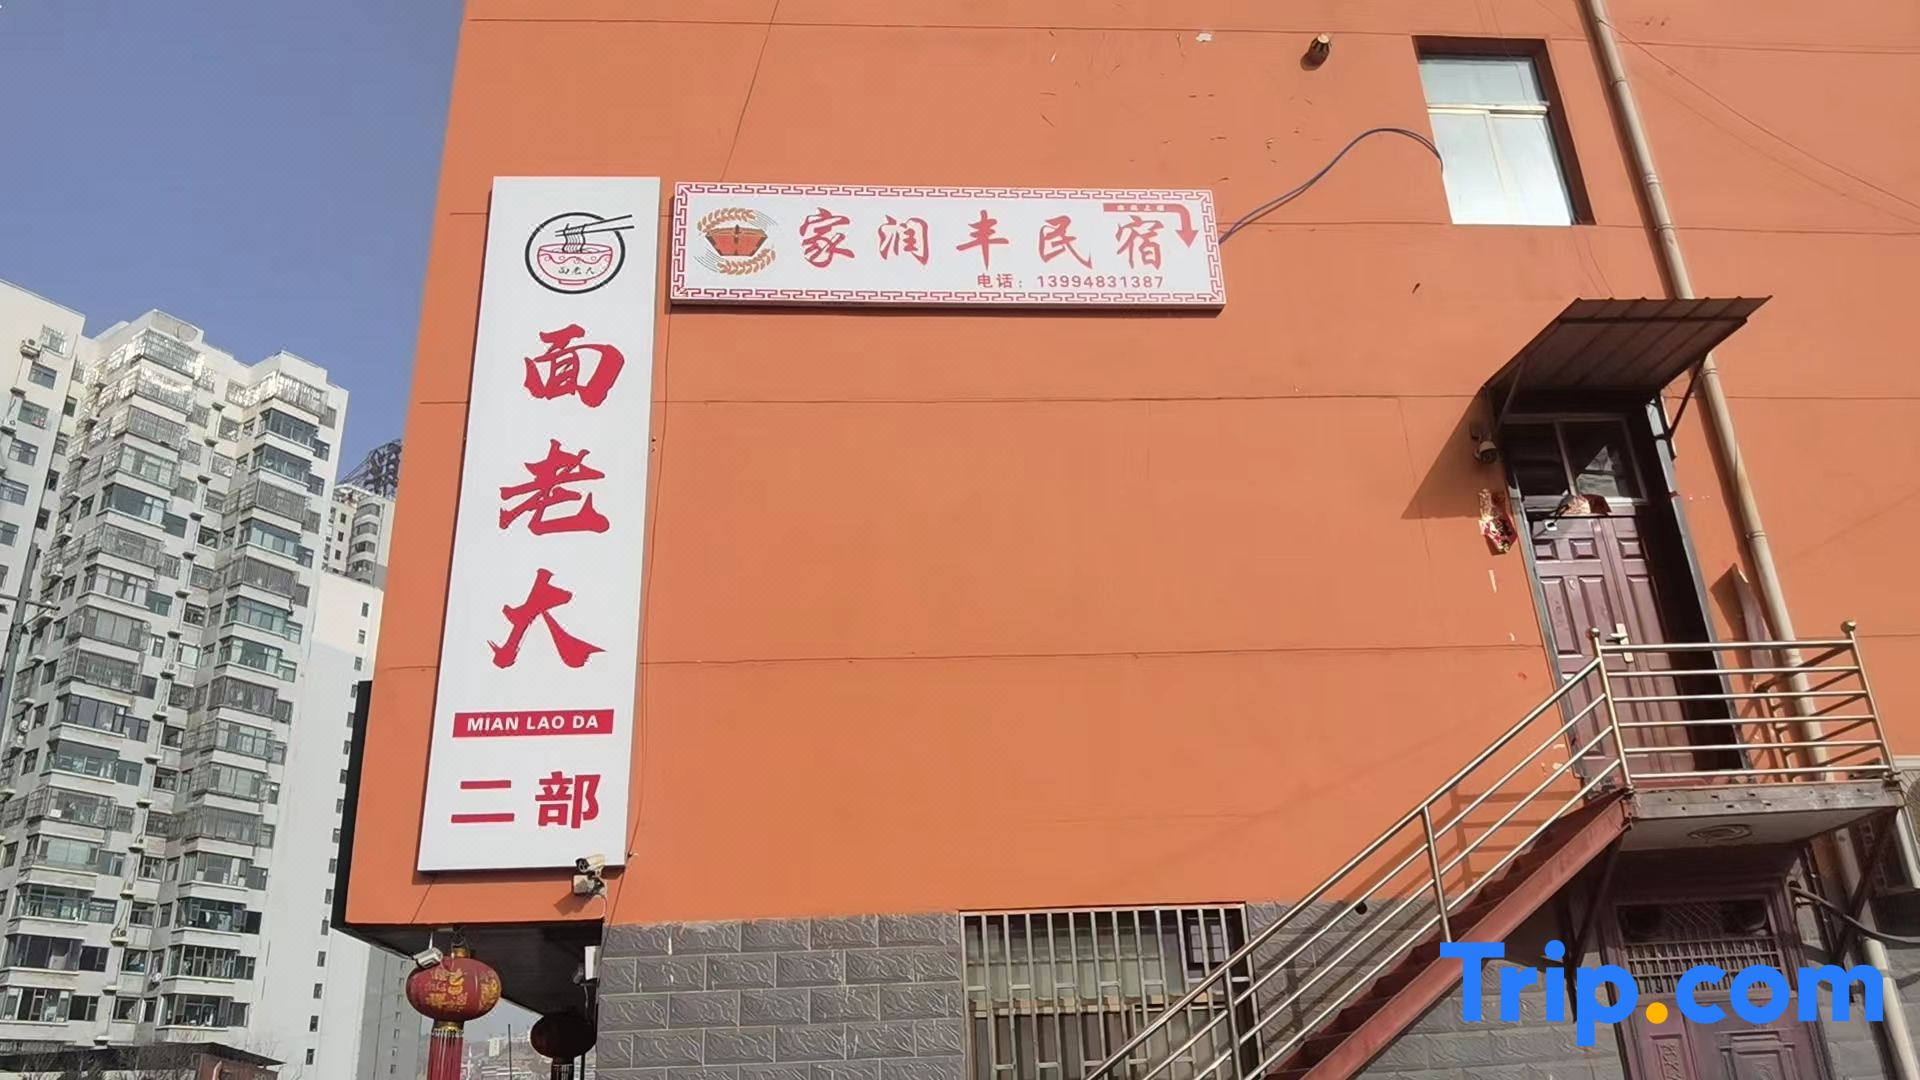 面老大
面老大
MIAN LAO DA
二部
家润丰民宿
电话：13994831387
Trip.com